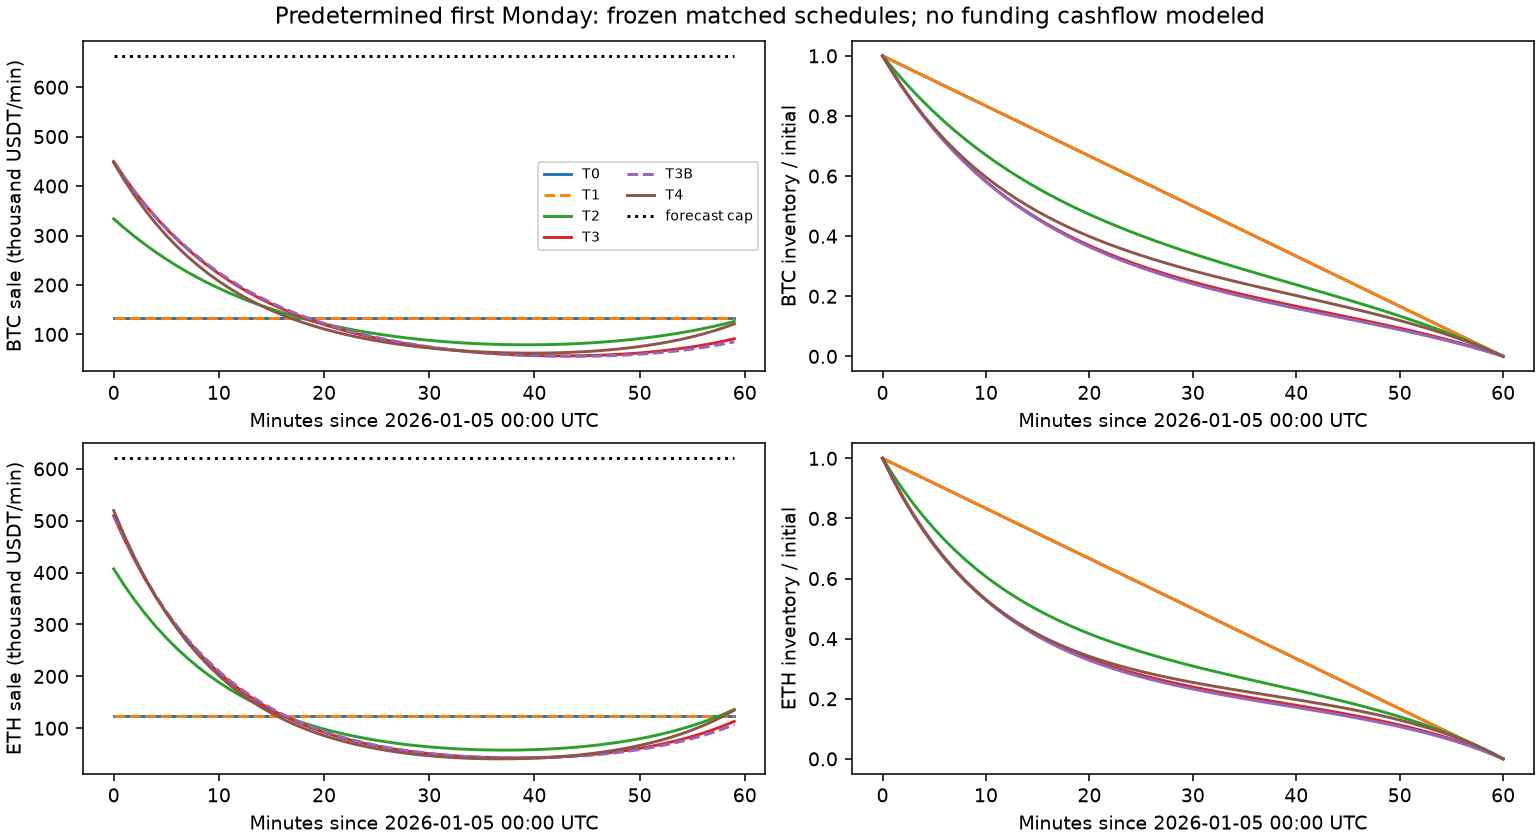 Predetermined first Monday: frozen matched schedules; no funding cashflow modeled
BTC sale (thousand USDT/min)
600
500
400
300
200
100
0 10 20 30 40 50 60
Minutes since 2026-01-05 00:00 UTC
T0
T1
T2
T3
T3B
T4
forecast cap
BTC inventory / initial
1.0
0.8
0.6
0.4
0.2
0.0
0 10 20 30 40 50 60
Minutes since 2026-01-05 00:00 UTC
ETH sale (thousand USDT/min)
600
500
400
300
200
100
0 10 20 30 40 50 60
Minutes since 2026-01-05 00:00 UTC
ETH inventory / initial
1.0
0.8
0.6
0.4
0.2
0.0
0 10 20 30 40 50 60
Minutes since 2026-01-05 00:00 UTC